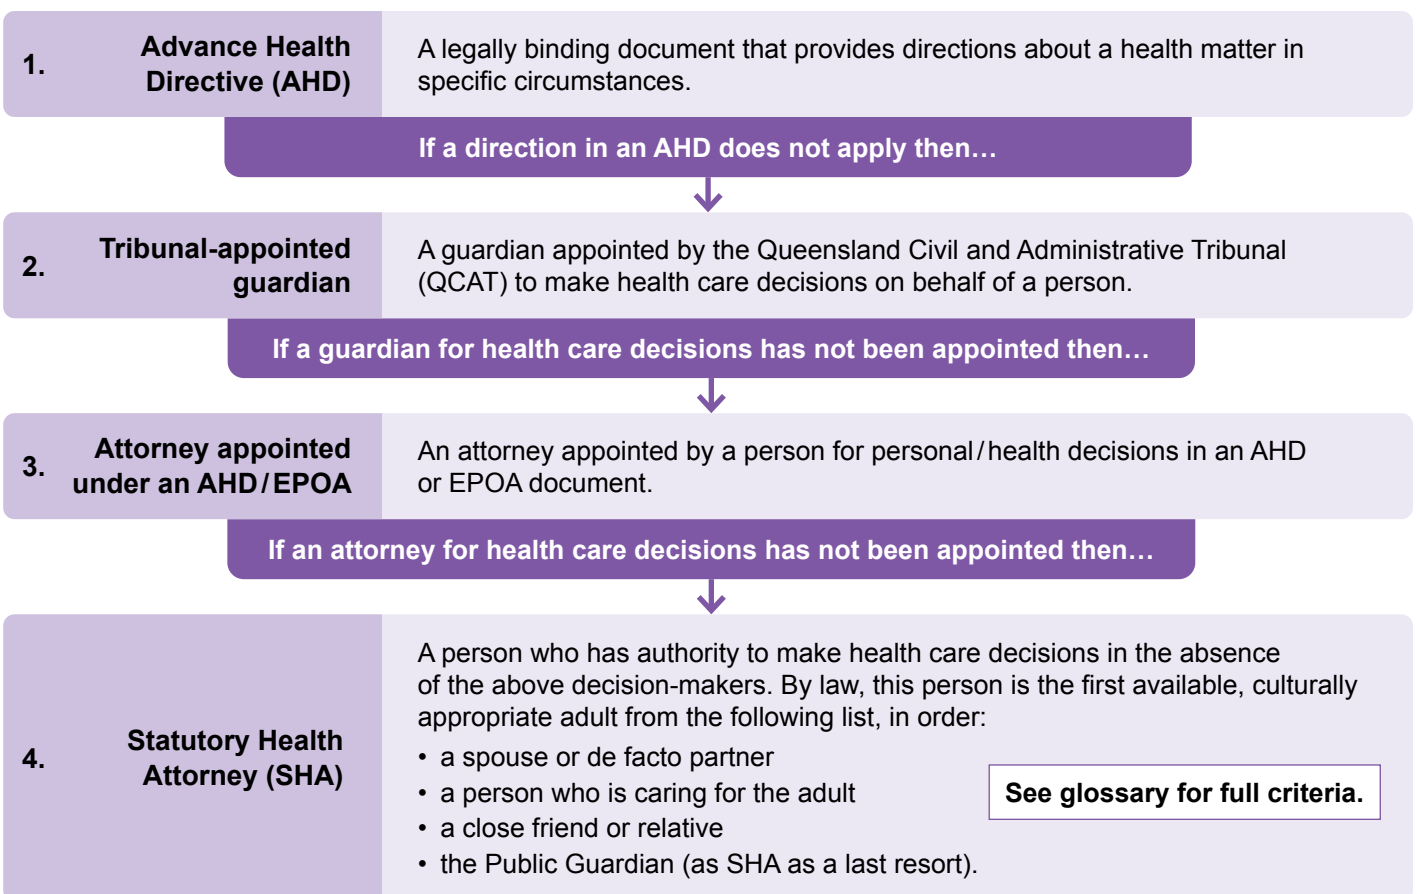 1.
Advance Health
Directive (AHD)
A legally binding document that provides directions about a health matter in
specific circumstances.
If a direction in an AHD does not apply then…
2.
Tribunal-appointed
guardian
A guardian appointed by the Queensland Civil and Administrative Tribunal
(QCAT) to make health care decisions on behalf of a person.
If a guardian for health care decisions has not been appointed then…
3.
Attorney appointed
under an AHD/EPOA
An attorney appointed by a person for personal/health decisions in an AHD
or EPOA document.
If an attorney for health care decisions has not been appointed then…
4.
Statutory Health
Attorney (SHA)
A person who has authority to make health care decisions in the absence
of the above decision-makers. By law, this person is the first available, culturally
appropriate adult from the following list, in order:
• a spouse or de facto partner
• a person who is caring for the adult
• a close friend or relative
• the Public Guardian (as SHA as a last resort).
See glossary for full criteria.